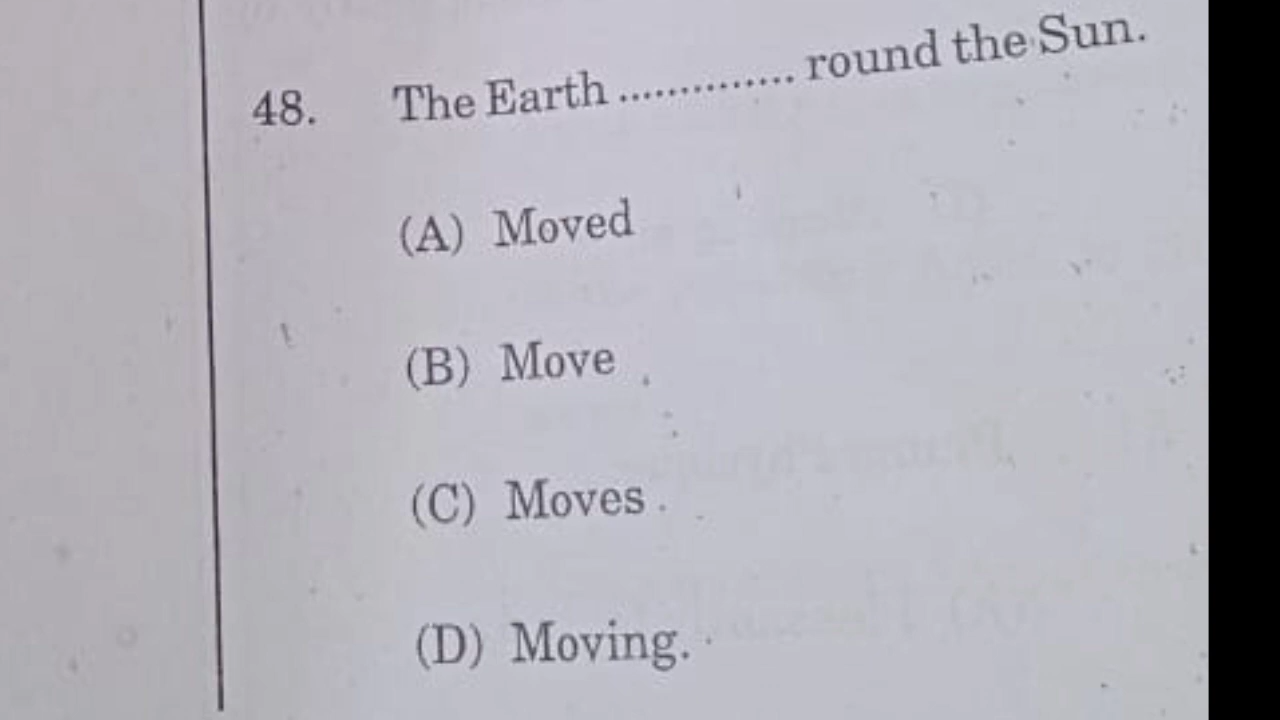 48. The Earth .............. round the Sun.
(A) Moved
(B) Move
(C) Moves
(D) Moving.